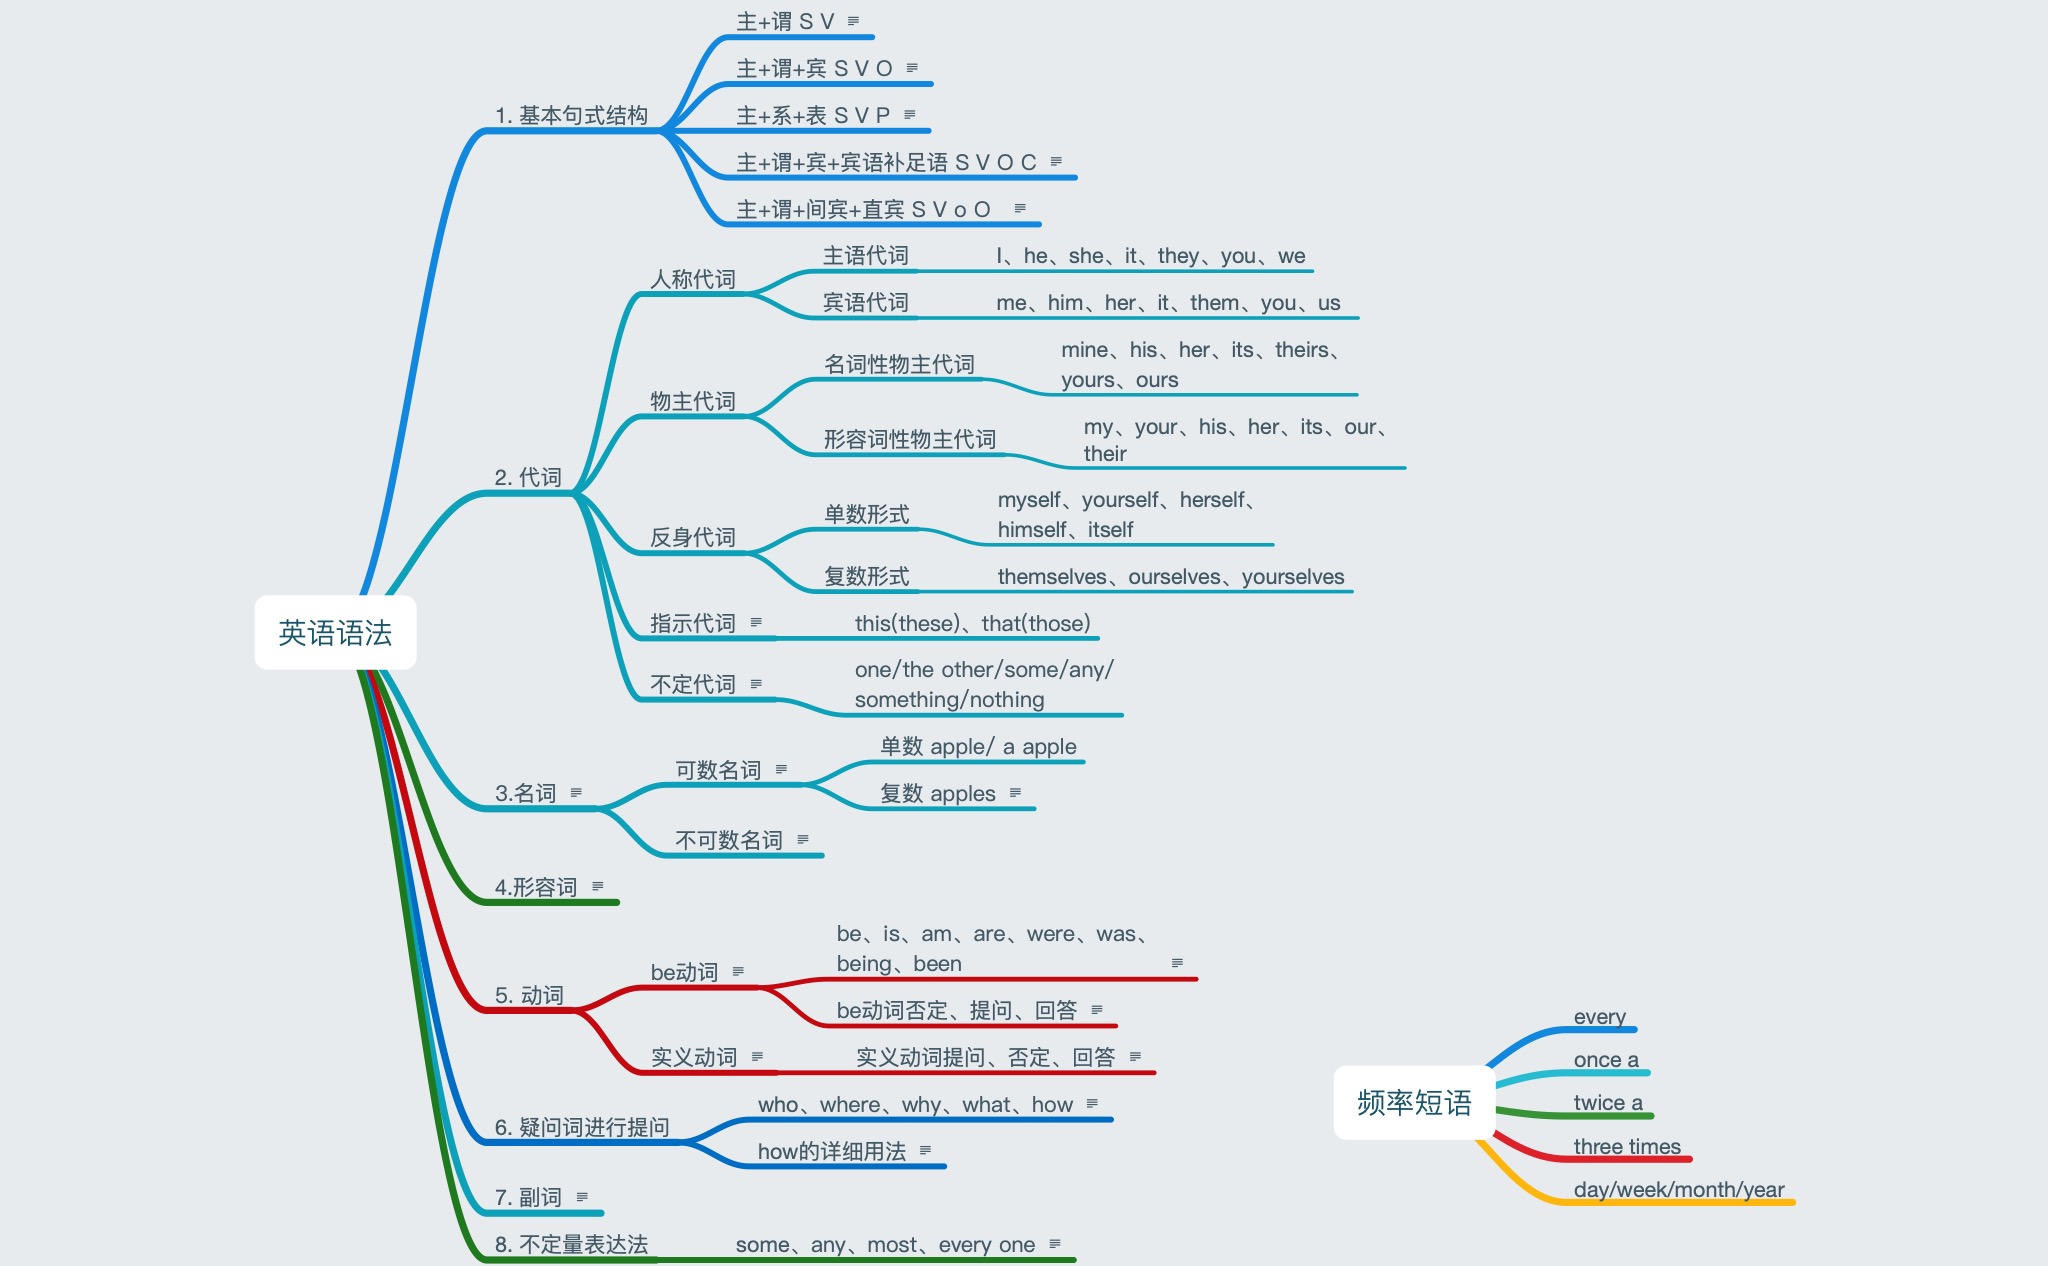 英语语法
1. 基本句式结构
主+谓 S V
主+谓+宾 S V O
主+系+表 S V P
主+谓+宾+宾语补足语 S V O C
主+谓+间宾+直宾 S V o O
2. 代词
人称代词
主语代词
I、he、she、it、they、you、we
宾语代词
me、him、her、it、them、you、us
物主代词
名词性物主代词
mine、his、her、its、theirs、
yours、ours
形容词性物主代词
my、your、his、her、its、our、
their
反身代词
单数形式
myself、yourself、herself、
himself、itself
复数形式
themselves、ourselves、yourselves
指示代词
this(these)、that(those)
不定代词
one/the other/some/any/
something/nothing
3.名词
可数名词
单数 apple/ a apple
复数 apples
不可数名词
4.形容词
5. 动词
be动词
be、is、am、are、were、was、
being、been
be动词否定、提问、回答
实义动词
实义动词提问、否定、回答
6. 疑问词进行提问
who、where、why、what、how
how的详细用法
7. 副词
8. 不定量表达法
some、any、most、every one
频率短语
every
once a
twice a
three times
day/week/month/year